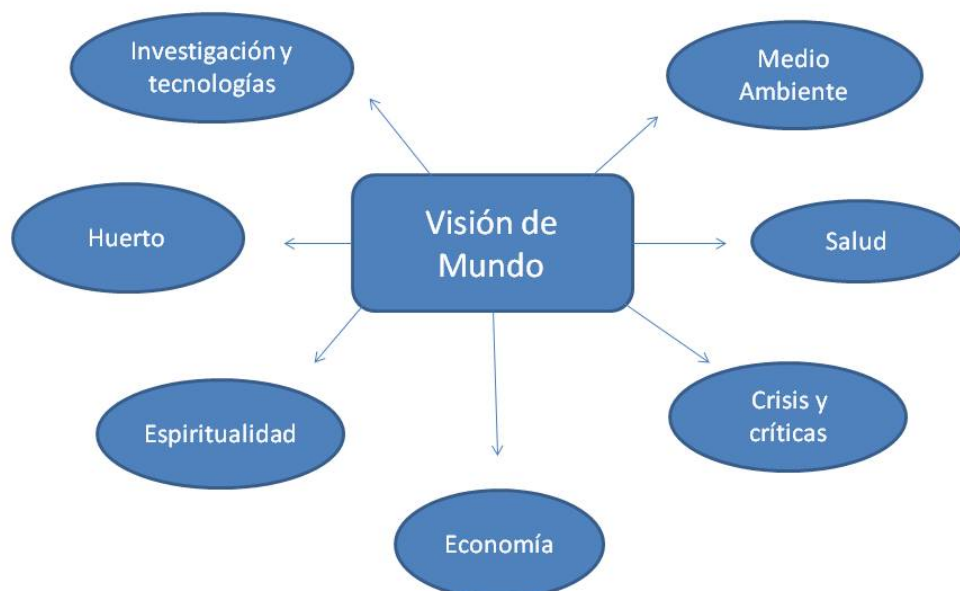 Investigación y
tecnologías
Medio
Ambiente
Visión de
Mundo
Huerto
Salud
Espiritualidad
Crisis y
críticas
Economía